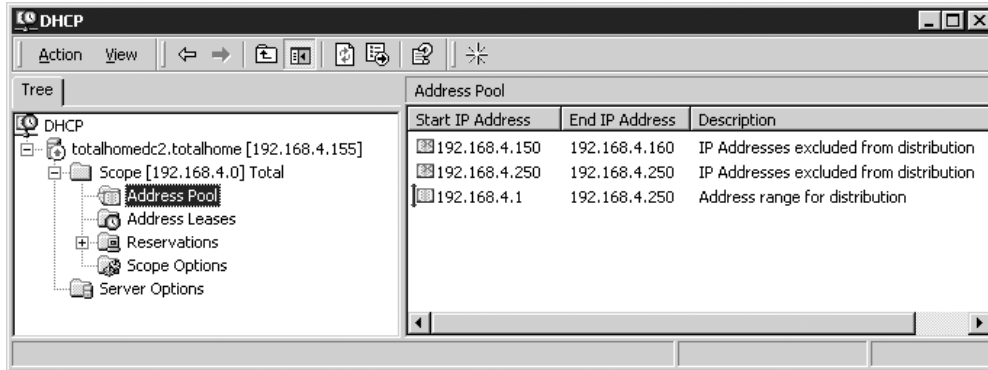 DHCP
Action View
Tree
Address Pool
DHCP
totalhomedc2.totalhome [192.168.4.155]
Scope [192.168.4.0] Total
Address Pool
Address Leases
Reservations
Scope Options
Server Options
Start IP Address End IP Address Description
192.168.4.150 192.168.4.160 IP Addresses excluded from distribution
192.168.4.250 192.168.4.250 IP Addresses excluded from distribution
192.168.4.1 192.168.4.250 Address range for distribution